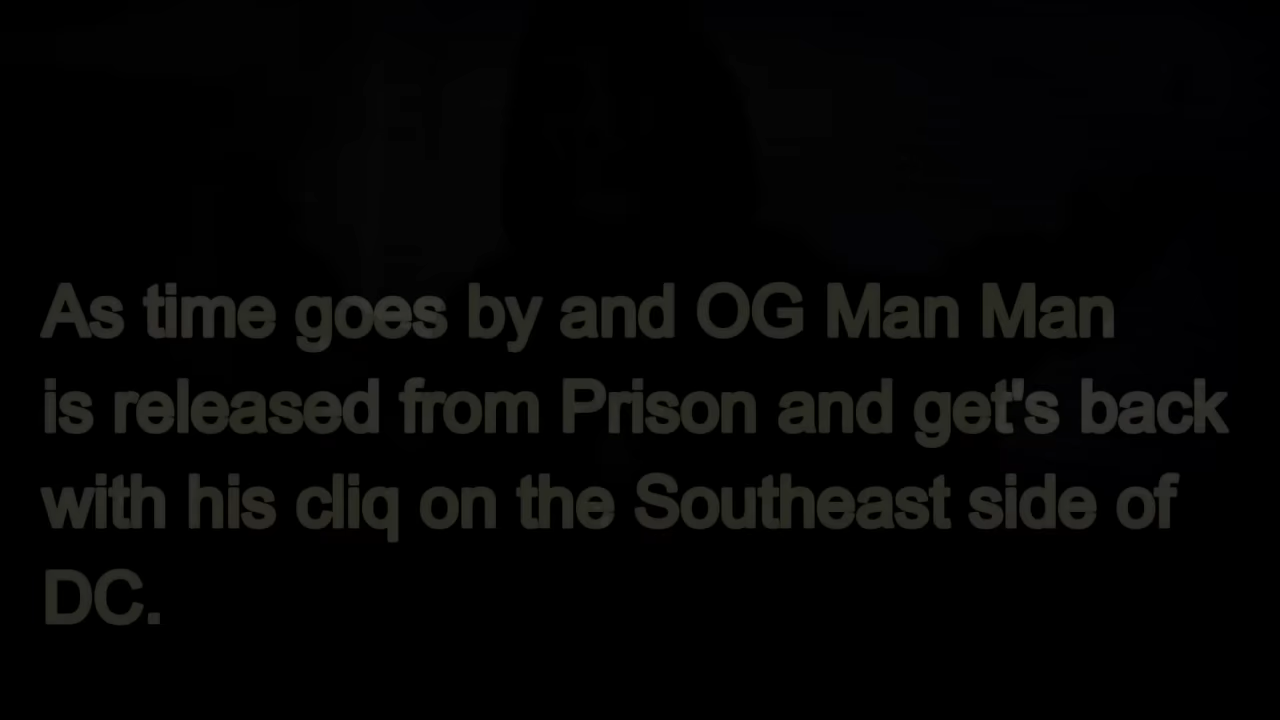 As time goes by and OG Man Man
is released from Prison and get's back
with his cliq on the Southeast side of
DC.